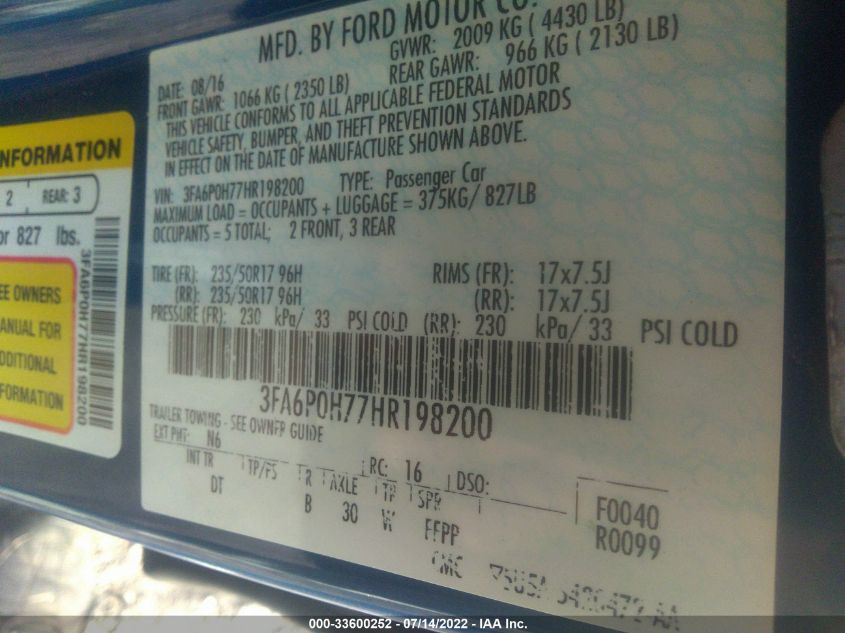 MFD. BY FORD MOTOR CO.
DATE: 08/16 GVWR: 2009 KG ( 4430 LB)
FRONT GAWR: 1066 KG ( 2350 LB) REAR GAWR: 966 KG ( 2130 LB)
THIS VEHICLE CONFORMS TO ALL APPLICABLE FEDERAL MOTOR
VEHICLE SAFETY, BUMPER, AND THEFT PREVENTION STANDARDS
IN EFFECT ON THE DATE OF MANUFACTURE SHOWN ABOVE.
VIN: 3FA6P0H77HR198200 TYPE: Passenger Car
MAXIMUM LOAD = OCCUPANTS + LUGGAGE = 375KG/ 827LB
OCCUPANTS = 5 TOTAL; 2 FRONT, 3 REAR
TIRE (FR): 235/50R17 96H RIMS (FR): 17x7.5J
(RR): 235/50R17 96H (RR): 17x7.5J
PRESSURE (FR): 230 kPa/ 33 PSI COLD (RR): 230 kPa/ 33 PSI COLD
3FA6P0H77HR198200
TRAILER TOWING - SEE OWNER GUIDE
EXT PNT: N6 RC: 16 DSO:
INT TR TP/PS R AXLE TR SPR
DT B 30 W FFPP
F0040
R0099
NFORMATION
2 REAR: 3
or 827 lbs.
EE OWNERS
ANUAL FOR
DDITIONAL
3FA6P0H77HR198200
000-33600252 - 07/14/2022 - IAA Inc.